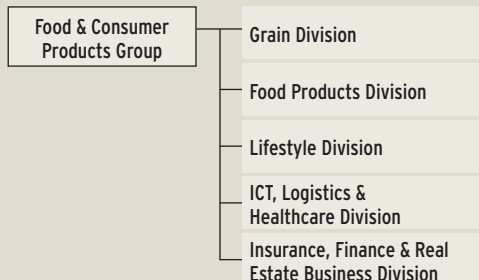 Food & Consumer
Products Group
Grain Division
Food Products Division
Lifestyle Division
ICT, Logistics &
Healthcare Division
Insurance, Finance & Real
Estate Business Division